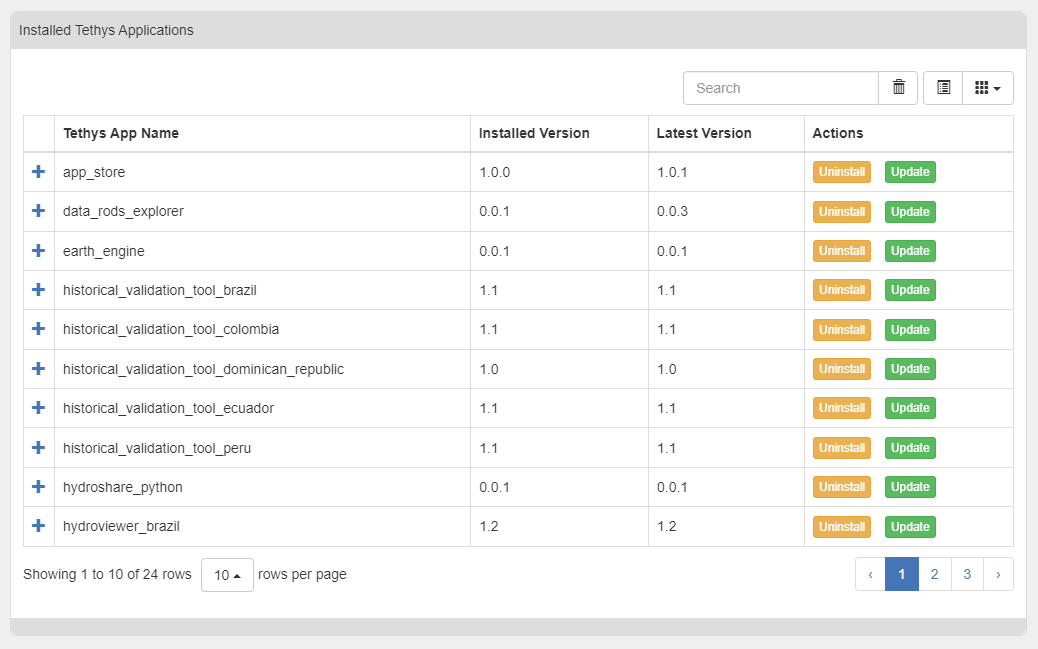 Installed Tethys Applications
Search
Tethys App Name Installed Version Latest Version Actions
app_store 1.0.0 1.0.1 Uninstall Update
data_rods_explorer 0.0.1 0.0.3 Uninstall Update
earth_engine 0.0.1 0.0.1 Uninstall Update
historical_validation_tool_brazil 1.1 1.1 Uninstall Update
historical_validation_tool_colombia 1.1 1.1 Uninstall Update
historical_validation_tool_dominican_republic 1.0 1.0 Uninstall Update
historical_validation_tool_ecuador 1.1 1.1 Uninstall Update
historical_validation_tool_peru 1.1 1.1 Uninstall Update
hydroshare_python 0.0.1 0.0.1 Uninstall Update
hydroviewer_brazil 1.2 1.2 Uninstall Update
Showing 1 to 10 of 24 rows 10 rows per page ‹ 1 2 3 ›